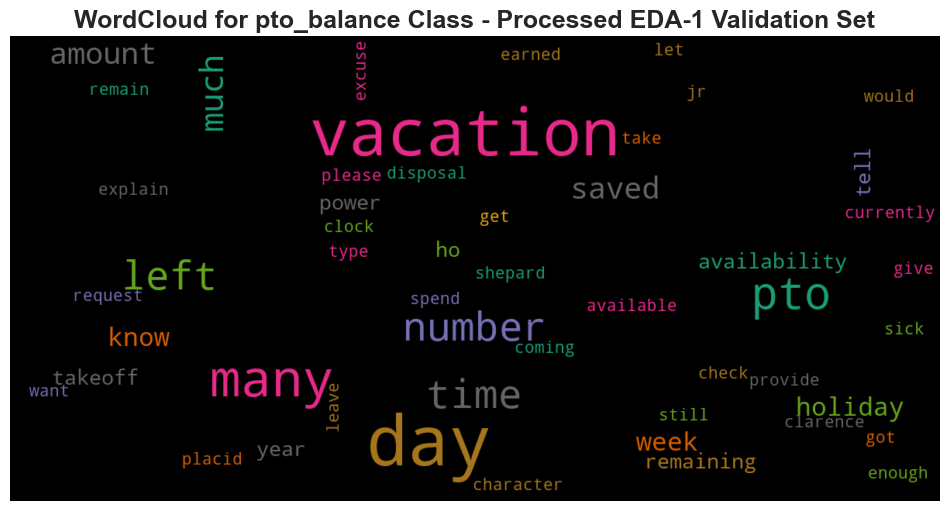 WordCloud for pto_balance Class - Processed EDA-1 Validation Set
amount
much
excuse
earned
let
remain
jr
would
vacation
take
please
disposal
tell
explain
saved
power
get
currently
clock
type
ho
availability
left
shepard
give
request
spend
available
pto
number
know
coming
sick
takeoff
many
time
check
provide
want
leave
still
holiday
clarence
day
year
week
got
placid
remaining
enough
character